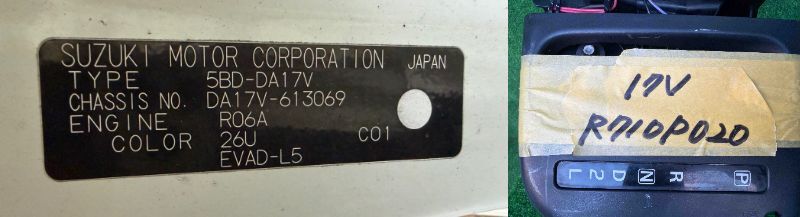 SUZUKI MOTOR CORPORATION JAPAN
TYPE 5BD-DA17V
CHASSIS NO. DA17V-613069
ENGINE R06A
COLOR 26U C01
EVAD-L5
17V
R710P020
P
R
N
D
2
L